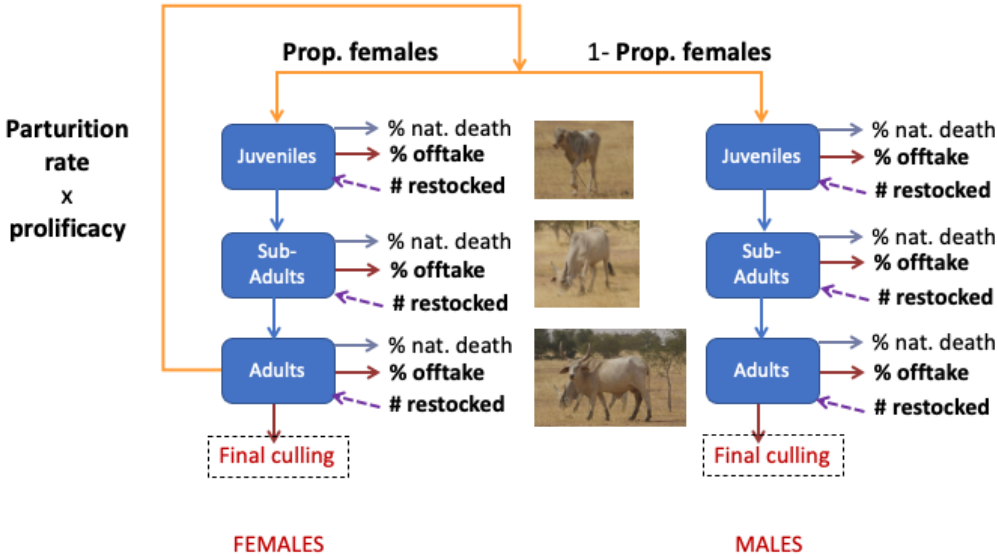 Prop. females
1- Prop. females
Parturition
rate
x
prolificacy
Juveniles
% nat. death
% offtake
# restocked
Sub-
Adults
% nat. death
% offtake
# restocked
Adults
% nat. death
% offtake
# restocked
Final culling
FEMALES
Juveniles
% nat. death
% offtake
# restocked
Sub-
Adults
% nat. death
% offtake
# restocked
Adults
% nat. death
% offtake
# restocked
Final culling
MALES